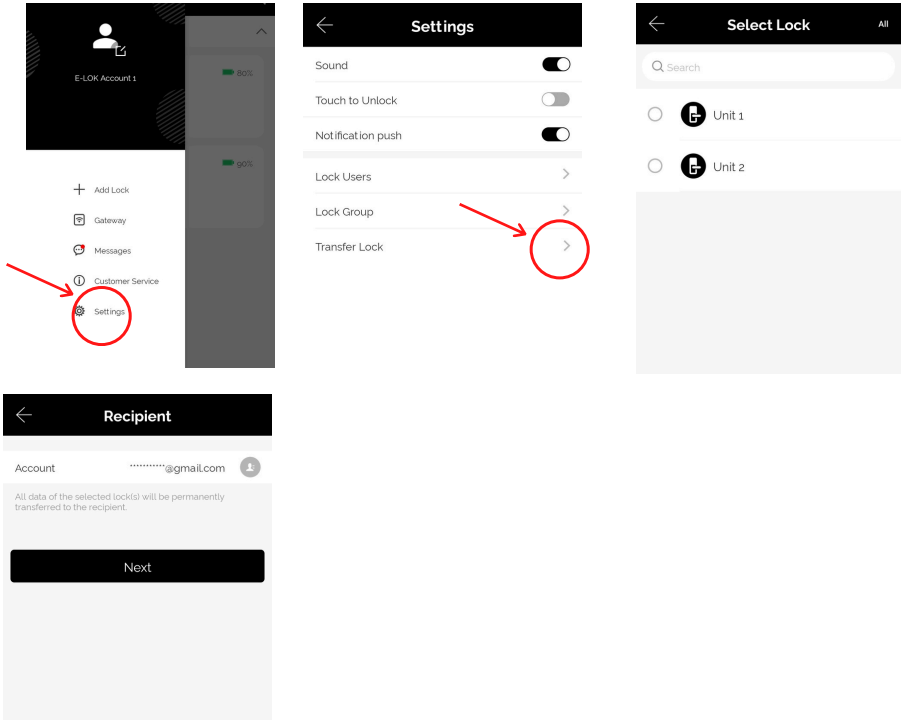 E-LOK Account 1
80%
90%
Add Lock
Gateway
Messages
Customer Service
Settings
Settings
Sound
Touch to Unlock
Notification push
Lock Users
Lock Group
Transfer Lock
Select Lock
All
Search
Unit 1
Unit 2
Recipient
Account
***********@gmail.com
All data of the selected lock(s) will be permanently
transferred to the recipient.
Next